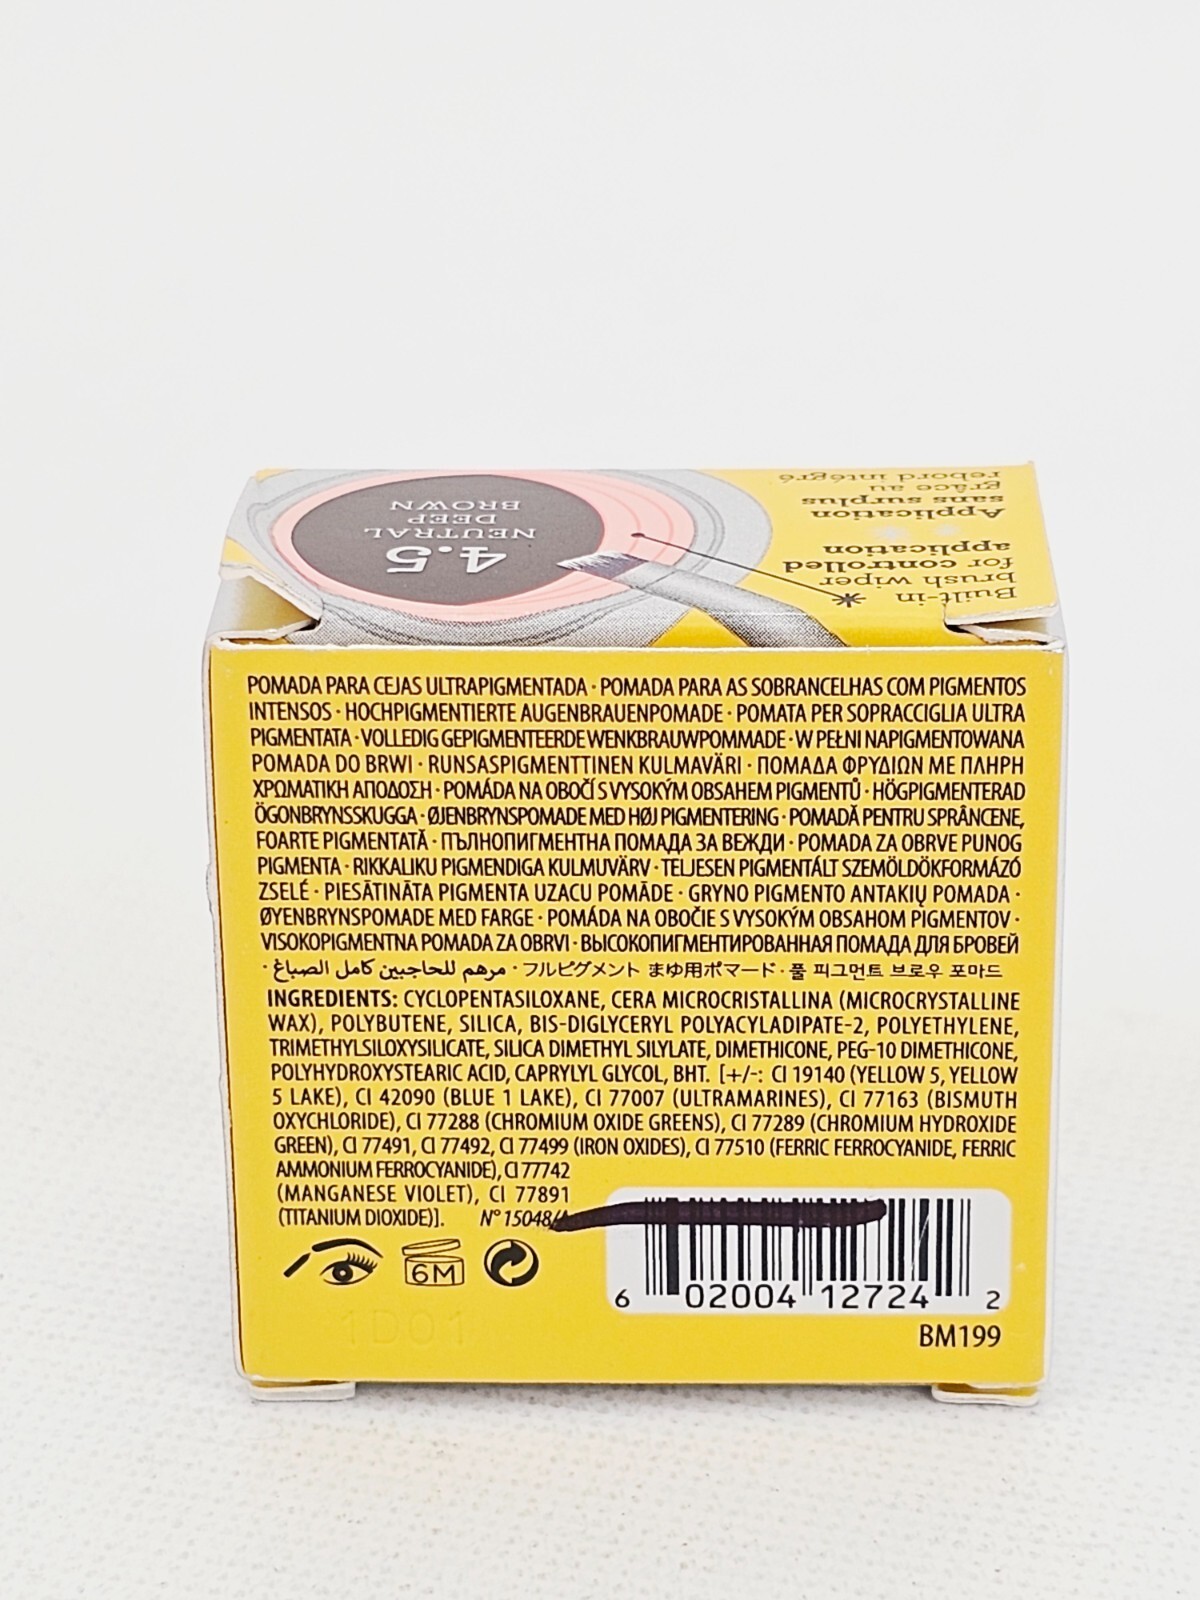 4.5
NEUTRAL
DEEP
BROWN
Built-in
brush wiper
for controlled
application
Application
sans surplus
grâce au
rebord intégré
POMADA PARA CEJAS ULTRAPIGMENTADA · POMADA PARA AS SOBRANCELHAS COM PIGMENTOS
INTENSOS · HOCHPIGMENTIERTE AUGENBRAUENPOMADE · POMATA PER SOPRACCIGLIA ULTRA
PIGMENTATA · VOLLEDIG GEPIGMENTEERDE WENKBRAUWPOMMADE · W PEŁNI NAPIGMENTOWANA
POMADA DO BRWI · RUNSASPIGMENTTINEN KULMAVÄRI · ΠΟΜΑΔΑ ΦΡΥΔΙΩΝ ΜΕ ΠΛΗΡΗ
ΧΡΩΜΑΤΙΚΗ ΑΠΟΔΟΣΗ · POMÁDA NA OBOČÍ S VYSOKÝM OBSAHEM PIGMENTŮ · HÖGPIGMENTERAD
ÖGONBRYNSSKUGGA · ØJENBRYNSPOMADE MED HØJ PIGMENTERING · POMADĂ PENTRU SPRÂNCENE,
FOARTE PIGMENTATĂ · ПЪЛНОПИГМЕНТНА ПОМАДА ЗА ВЕЖДИ · POMADA ZA OBRVE PUNOG
PIGMENTA · RIKKALIKU PIGMENDIGA KULMUVÄRV · TELJESEN PIGMENTÁLT SZEMÖLDÖKFORMÁZÓ
ZSELÉ · PIESĀTINĀTA PIGMENTA UZACU POMĀDE · GRYNO PIGMENTO ANTAKIŲ POMADA ·
ØYENBRYNSPOMADE MED FARGE · POMÁDA NA OBOČIE S VYSOKÝM OBSAHOM PIGMENTOV ·
VISOKOPIGMENTNA POMADA ZA OBRVI · ВЫСОКОПИГМЕНТИРОВАННАЯ ПОМАДА ДЛЯ БРОВЕЙ
· مرهم للحاجبين كامل الصباغ · フルピグメント まゆ用ポマード · 풀 피그먼트 브로우 포마드
INGREDIENTS: CYCLOPENTASILOXANE, CERA MICROCRISTALLINA (MICROCRYSTALLINE
WAX), POLYBUTENE, SILICA, BIS-DIGLYCERYL POLYACYLADIPATE-2, POLYETHYLENE,
TRIMETHYLSILOXYSILICATE, SILICA DIMETHYL SILYLATE, DIMETHICONE, PEG-10 DIMETHICONE,
POLYHYDROXYSTEARIC ACID, CAPRYLYL GLYCOL, BHT. [+/-: CI 19140 (YELLOW 5, YELLOW
5 LAKE), CI 42090 (BLUE 1 LAKE), CI 77007 (ULTRAMARINES), CI 77163 (BISMUTH
OXYCHLORIDE), CI 77288 (CHROMIUM OXIDE GREENS), CI 77289 (CHROMIUM HYDROXIDE
GREEN), CI 77491, CI 77492, CI 77499 (IRON OXIDES), CI 77510 (FERRIC FERROCYANIDE, FERRIC
AMMONIUM FERROCYANIDE), CI 77742
(MANGANESE VIOLET), CI 77891
(TITANIUM DIOXIDE)]. N° 15048/
6M
6 02004 12724 2
BM199
1D01